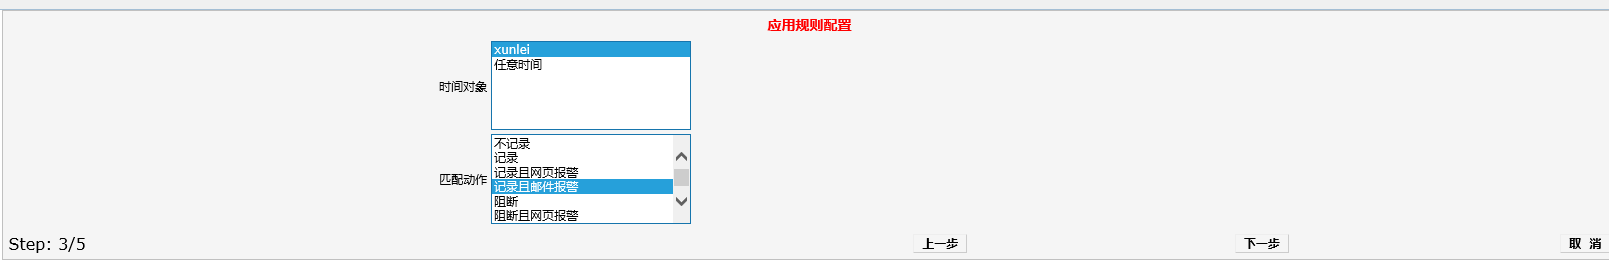 应用规则配置
时间对象
xunlei
任意时间
匹配动作
不记录
记录
记录且网页报警
记录且邮件报警
阻断
阻断且网页报警
Step: 3/5
上一步
下一步
取 消